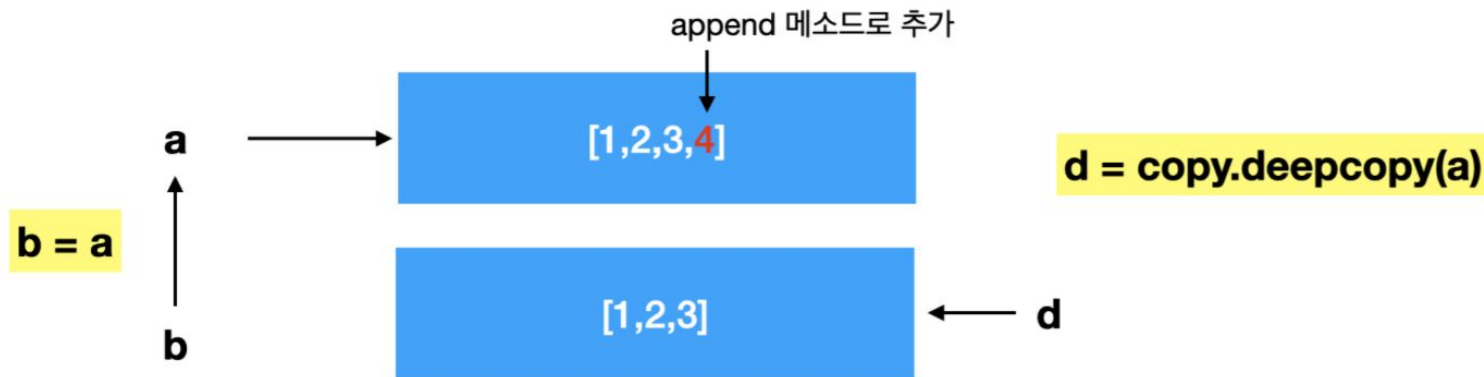 append 메소드로 추가
a
[1,2,3,4]
d = copy.deepcopy(a)
b = a
[1,2,3]
d
b